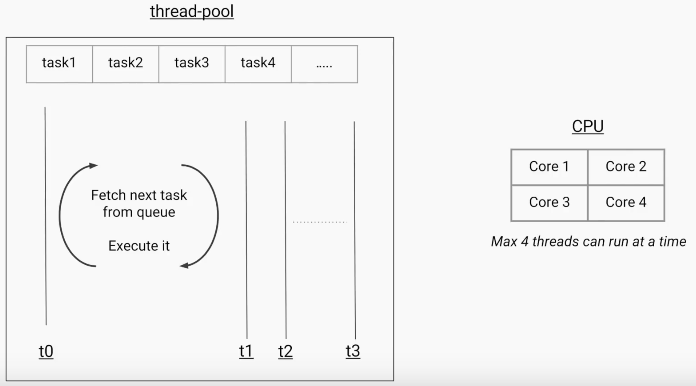 thread-pool
task1 task2 task3 task4 .....
Fetch next task
from queue
Execute it
t0 t1 t2 t3
CPU
Core 1 Core 2
Core 3 Core 4
Max 4 threads can run at a time